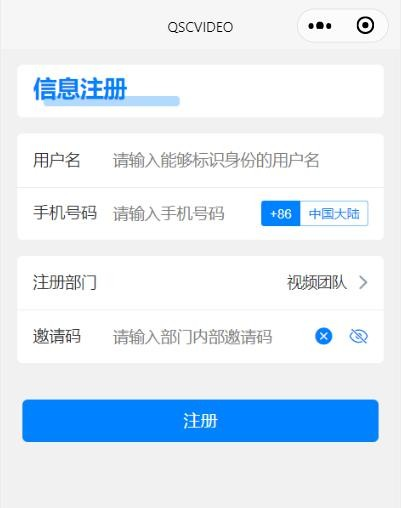 QSCVIDEO
信息注册
用户名 请输入能够标识身份的用户名
手机号码 请输入手机号码 +86 中国大陆
注册部门 视频团队
邀请码 请输入部门内部邀请码
注册